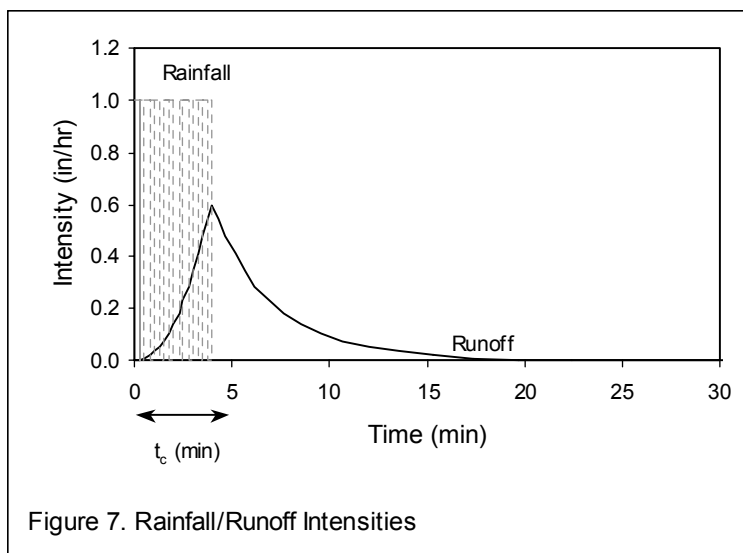 1.2
Rainfall
1.0
0.8
0.6
0.4
0.2
Runoff
0.0
Intensity (in/hr)
0 5 10 15 20 25 30
Time (min)
tc (min)
Figure 7. Rainfall/Runoff Intensities